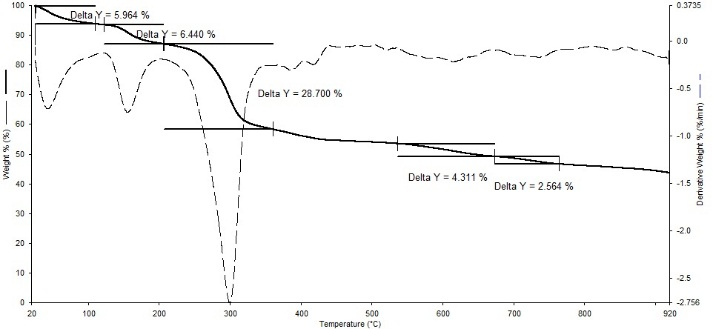 100
90
80
70
60
50
40
30
20
10
0
Weight % (%)
Delta Y = 5.964 %
Delta Y = 6.440 %
Delta Y = 28.700 %
Delta Y = 4.311 %
Delta Y = 2.564 %
0.3735
0.0
-0.5
-1.0
-1.5
-2.0
-2.5
-2.756
Derivative Weight % (%/min)
20 100 200 300 400 500 600 700 800 920
Temperature (°C)